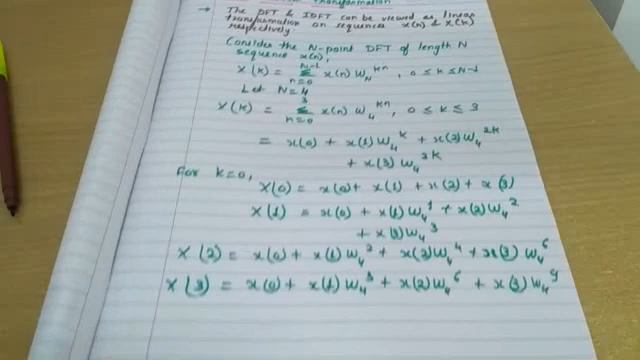 Transformation
→ The DFT & IDFT can be viewed as linear
transformation on sequences x(n) & X(k)
respectively.
Consider the N-point DFT of length N
sequence x(n),
X(k) = Σ_{n=0}^{N-1} x(n) W_N^{kn}, 0 ≤ k ≤ N-1
Let N=4
X(k) = Σ_{n=0}^{3} x(n) W_4^{kn}, 0 ≤ k ≤ 3
= x(0) + x(1) W_4^{k} + x(2) W_4^{2k}
+ x(3) W_4^{3k}
For k=0,
X(0) = x(0) + x(1) + x(2) + x(3)
X(1) = x(0) + x(1) W_4^{1} + x(2) W_4^{2}
+ x(3) W_4^{3}
X(2) = x(0) + x(1) W_4^{2} + x(2) W_4^{4} + x(3) W_4^{6}
X(3) = x(0) + x(1) W_4^{3} + x(2) W_4^{6} + x(3) W_4^{9}